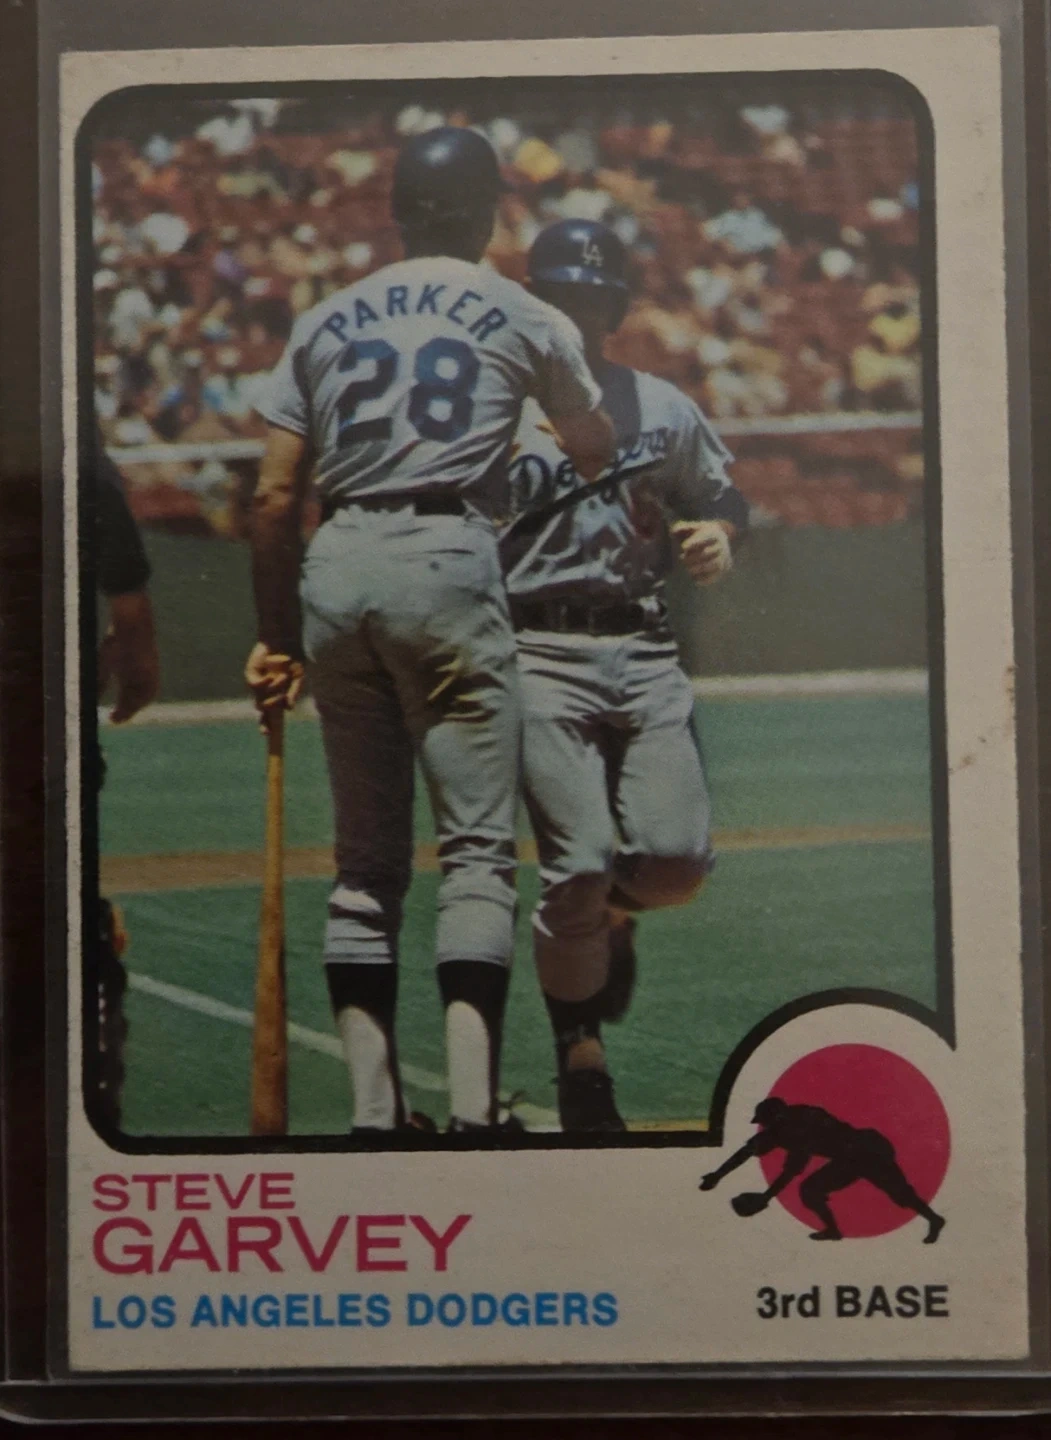 LA
PARKER
28
Dodgers
STEVE
GARVEY
LOS ANGELES DODGERS
3rd BASE